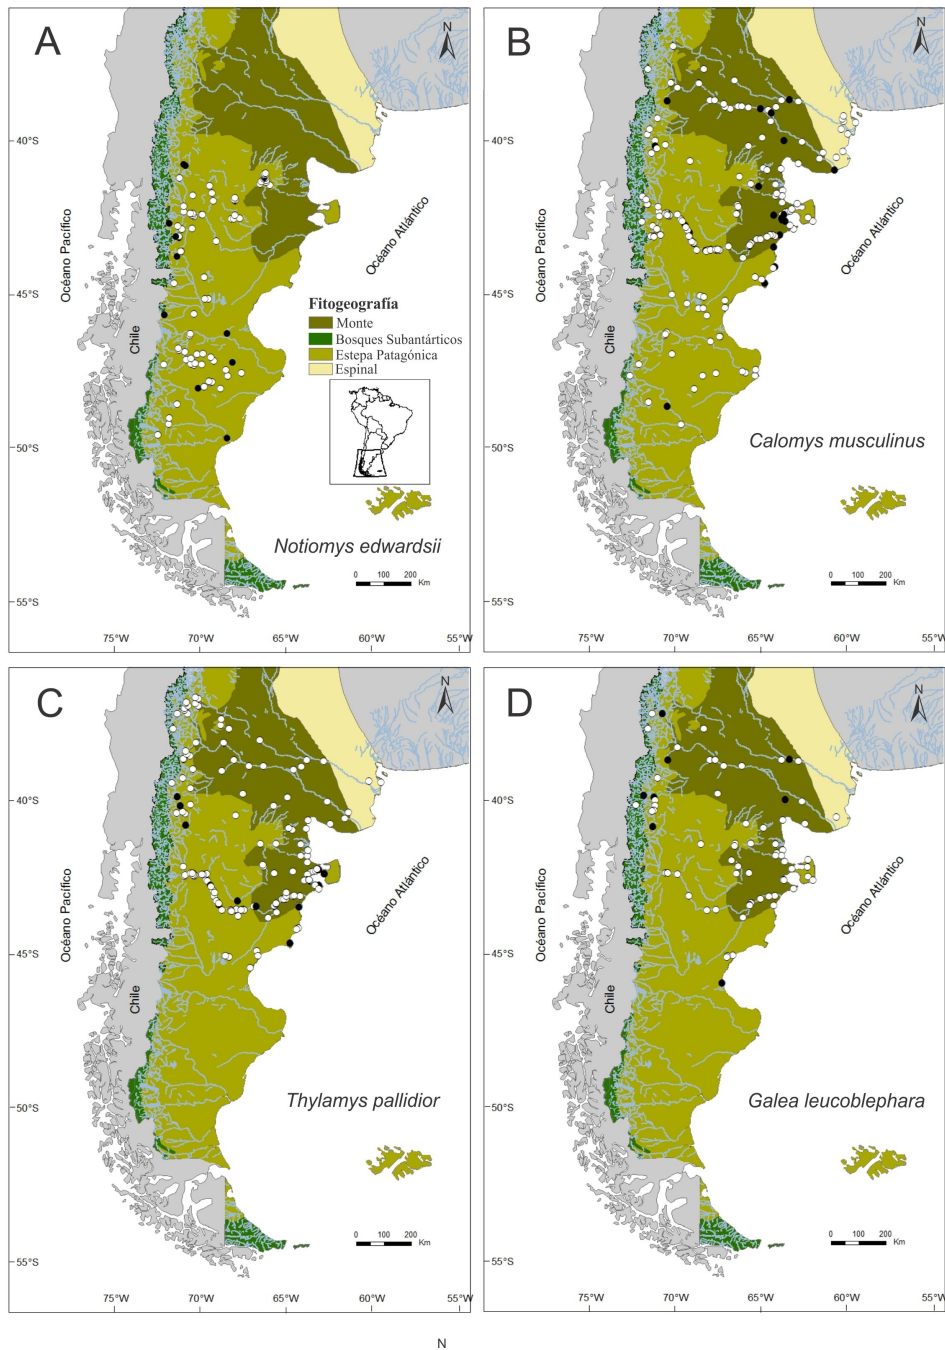 A
N
40°S
45°S
50°S
55°S
Océano Pacífico
Chile
Océano Atlántico
Fitogeografía
Monte
Bosques Subantárticos
Estepa Patagónica
Espinal
Notiomys edwardsii
0 100 200
Km
75°W 70°W 65°W 60°W 55°W
B
N
40°S
45°S
50°S
55°S
Océano Pacífico
Chile
Océano Atlántico
Calomys musculinus
0 100 200
Km
75°W 70°W 65°W 60°W 55°W
C
N
40°S
45°S
50°S
55°S
Océano Pacífico
Chile
Océano Atlántico
Thylamys pallidior
0 100 200
Km
75°W 70°W 65°W 60°W 55°W
D
N
40°S
45°S
50°S
55°S
Océano Pacífico
Chile
Océano Atlántico
Galea leucoblephara
0 100 200
Km
75°W 70°W 65°W 60°W 55°W
N